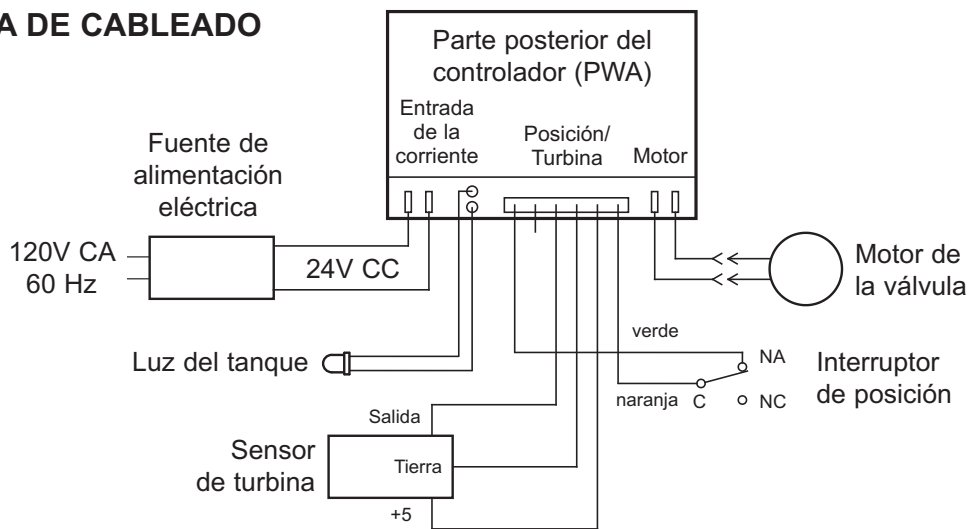 A DE CABLEADO
Parte posterior del
controlador (PWA)
Entrada
de la
corriente
Posición/
Turbina
Motor
Fuente de
alimentación
eléctrica
120V CA
60 Hz
24V CC
Motor de
la válvula
Luz del tanque
verde
NA
naranja
C
NC
Interruptor
de posición
Salida
Sensor
de turbina
Tierra
+5